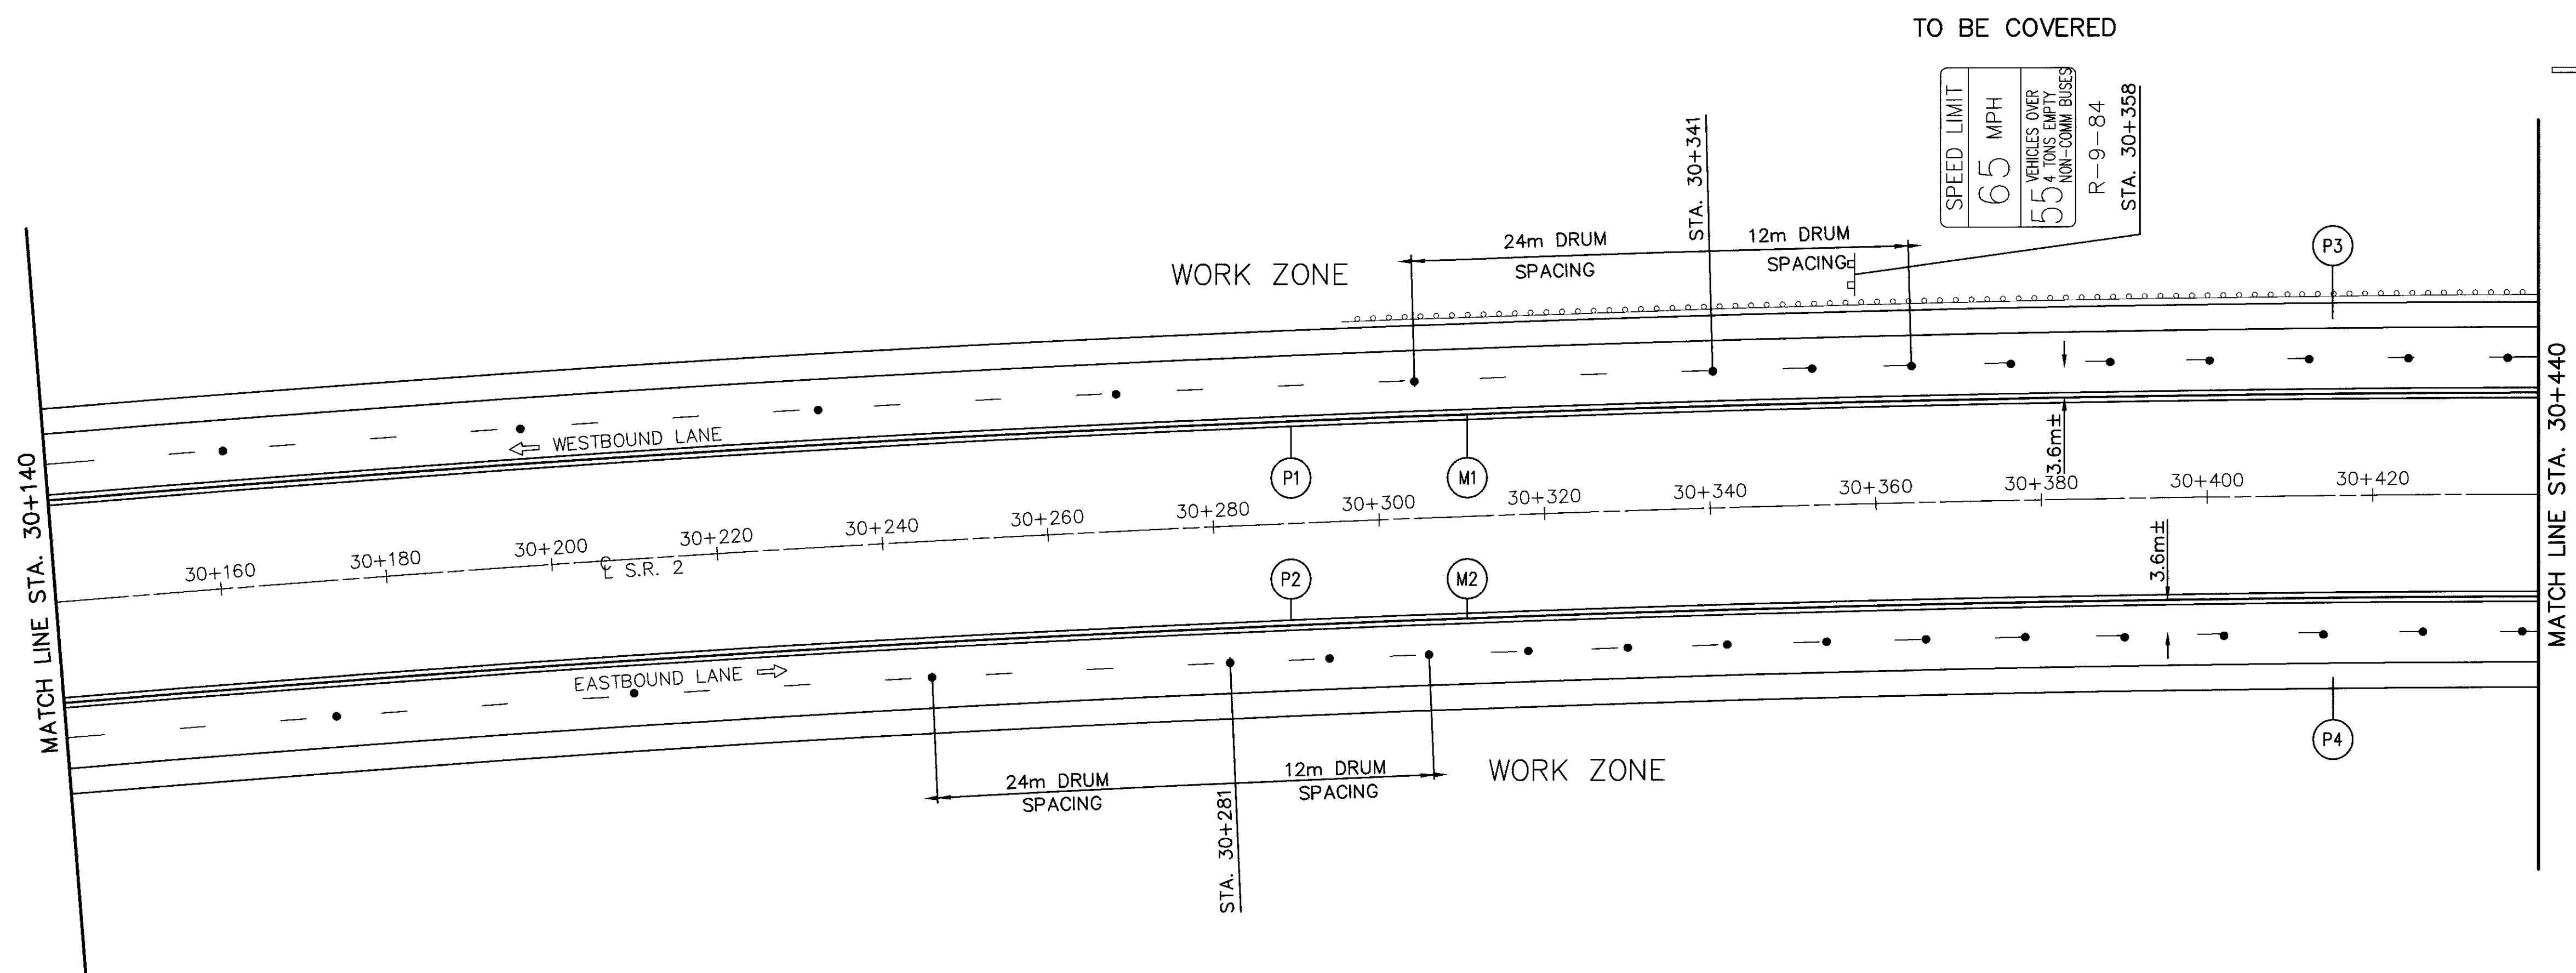 TO BE COVERED
SPEED LIMIT
65 MPH
55 VEHICLES OVER
4 TONS EMPTY
NON-COMM BUSES
R-9-84
STA. 30+358
STA. 30+341
24m DRUM
SPACING
12m DRUM
SPACING
WORK ZONE
P3
WESTBOUND LANE
P1
M1
3.6m±
MATCH LINE STA. 30+140
MATCH LINE STA. 30+440
30+160
30+180
30+200
30+220
30+240
30+260
30+280
30+300
30+320
30+340
30+360
30+380
30+400
30+420
℄ S.R. 2
P2
M2
3.6m±
EASTBOUND LANE
P4
24m DRUM
SPACING
12m DRUM
SPACING
WORK ZONE
STA. 30+281